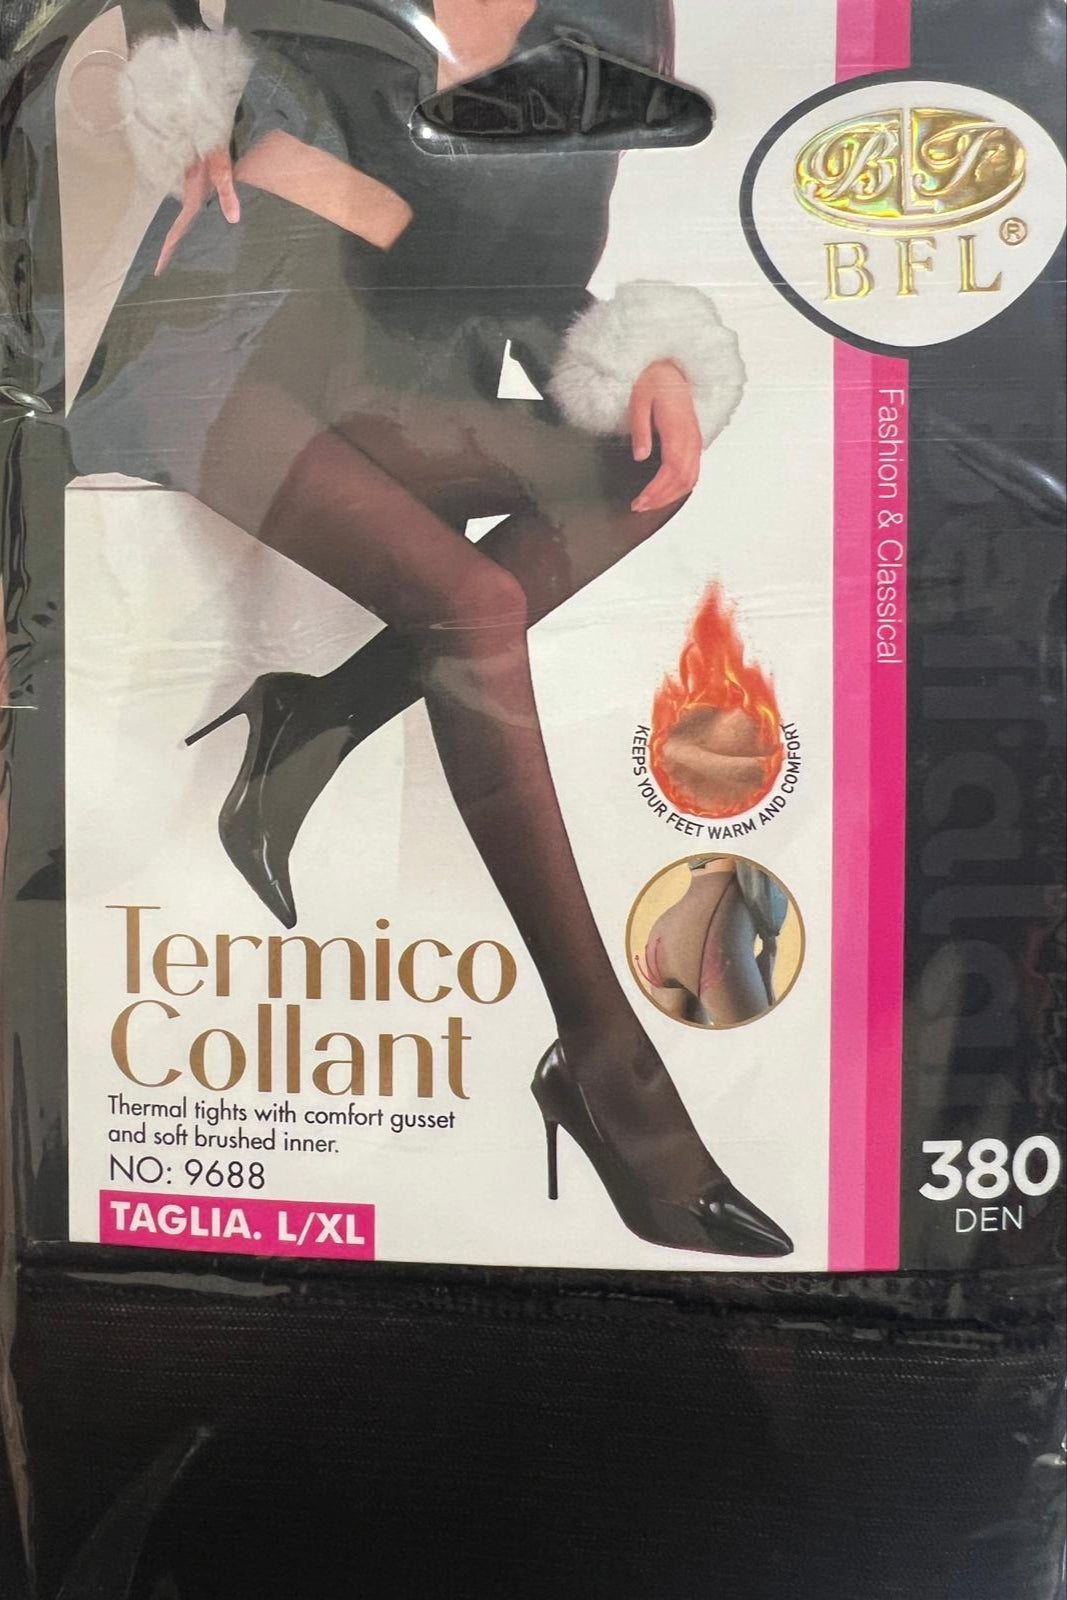 BLF
BFL®
Fashion & Classical
KEEPS YOUR FEET WARM AND COMFORT
Termico
Collant
Thermal tights with comfort gusset
and soft brushed inner.
NO: 9688
TAGLIA. L/XL
380
DEN